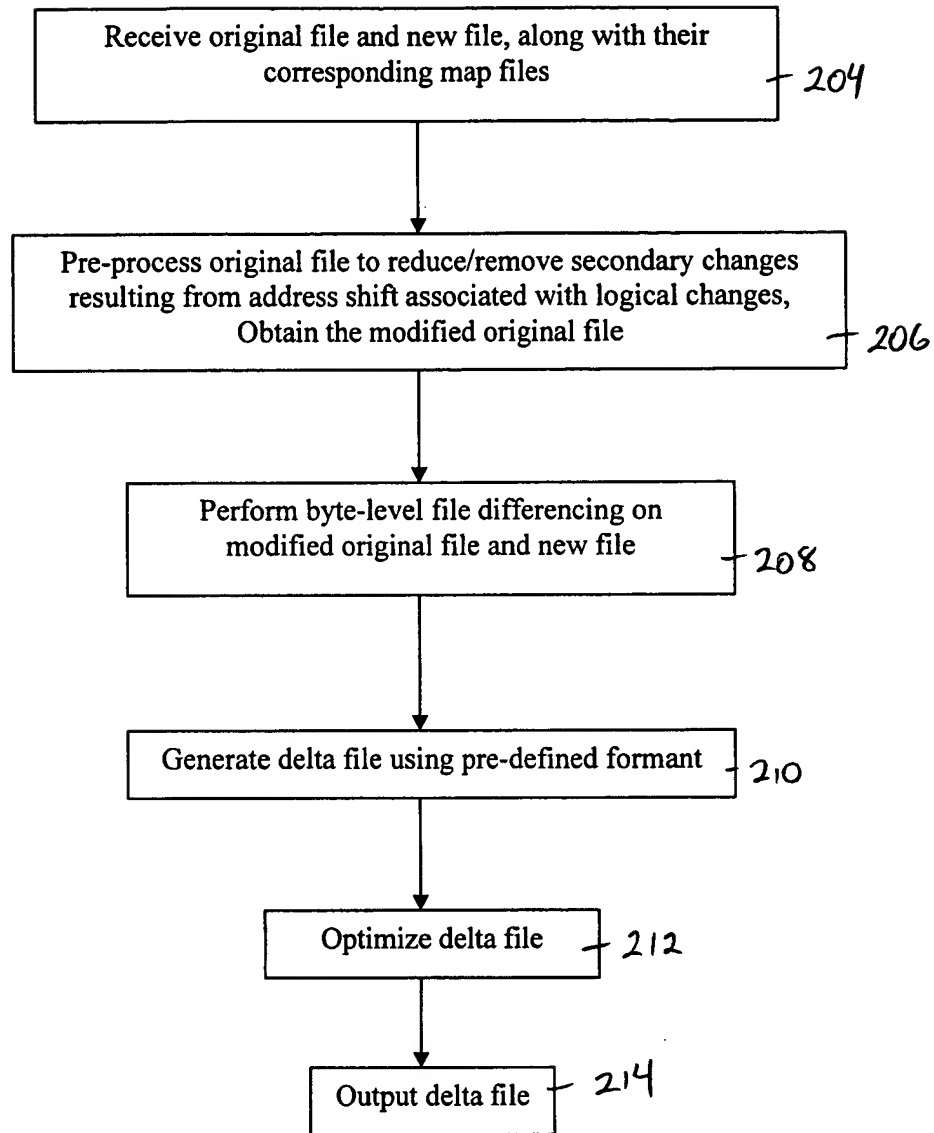 Receive original file and new file, along with their
corresponding map files
204
Pre-process original file to reduce/remove secondary changes
resulting from address shift associated with logical changes,
Obtain the modified original file
206
Perform byte-level file differencing on
modified original file and new file
208
Generate delta file using pre-defined formant
210
Optimize delta file
212
Output delta file
214